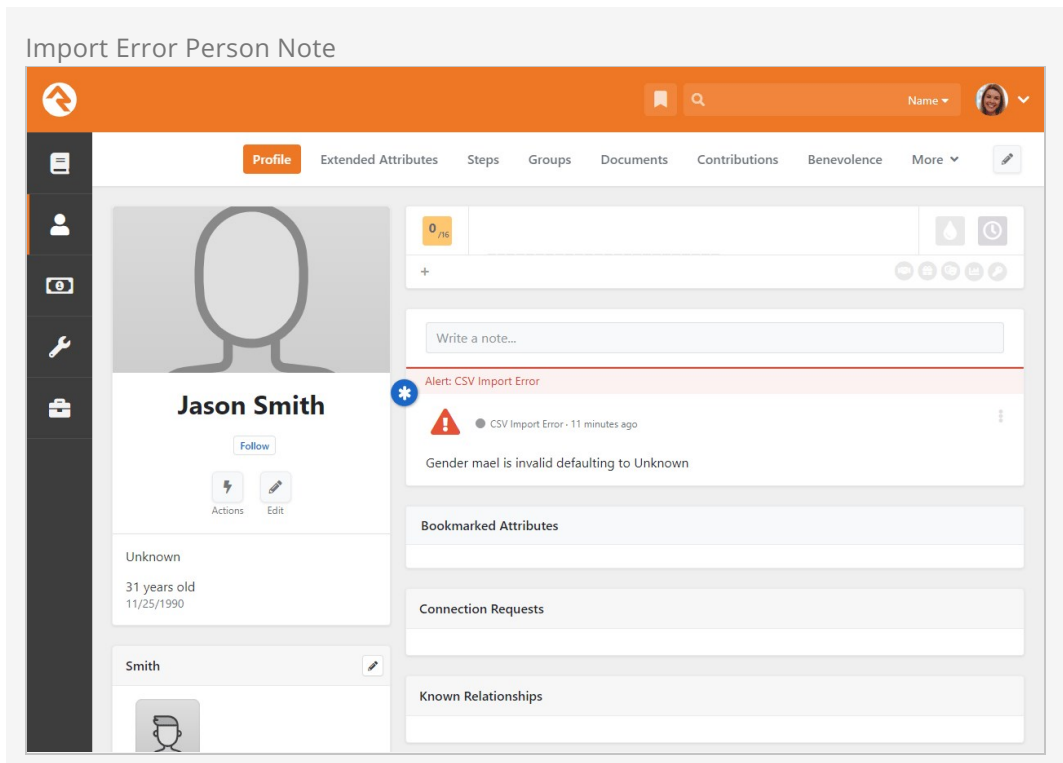 Import Error Person Note
Name
Profile Extended Attributes Steps Groups Documents Contributions Benevolence More
0/16
+
Write a note...
Alert: CSV Import Error
CSV Import Error · 11 minutes ago
Gender mael is invalid defaulting to Unknown
Jason Smith
Follow
Actions Edit
Unknown
31 years old
11/25/1990
Smith
Bookmarked Attributes
Connection Requests
Known Relationships